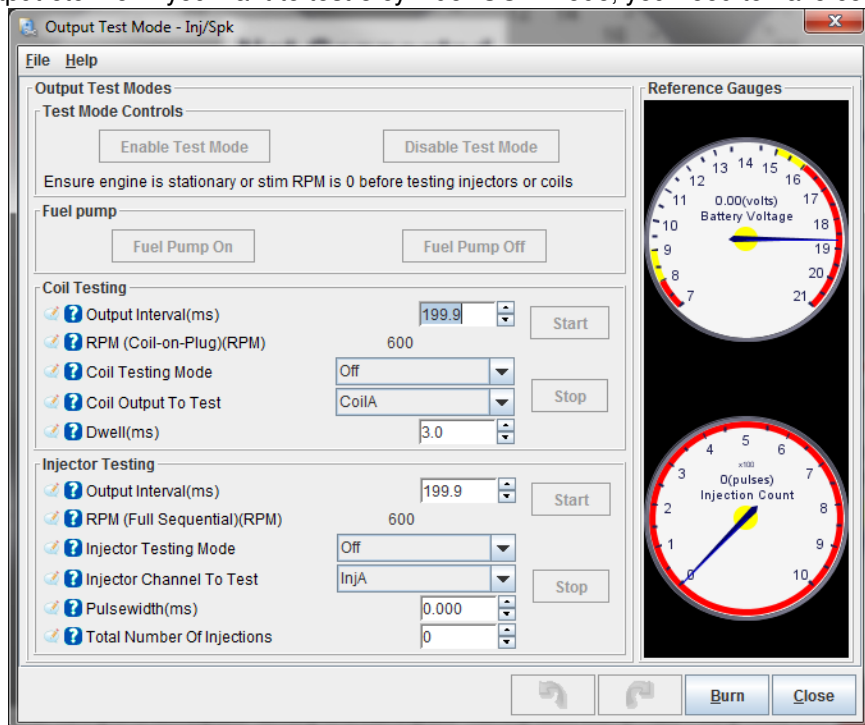 Output Test Mode - Inj/Spk
File Help
Output Test Modes
Test Mode Controls
Enable Test Mode Disable Test Mode
Ensure engine is stationary or stim RPM is 0 before testing injectors or coils
Fuel pump
Fuel Pump On Fuel Pump Off
Coil Testing
Output Interval(ms) 199.9 Start
RPM (Coil-on-Plug)(RPM) 600
Coil Testing Mode Off
Coil Output To Test CoilA Stop
Dwell(ms) 3.0
Injector Testing
Output Interval(ms) 199.9 Start
RPM (Full Sequential)(RPM) 600
Injector Testing Mode Off
Injector Channel To Test InjA Stop
Pulsewidth(ms) 0.000
Total Number Of Injections 0
Reference Gauges
7 8 9 10 11 12 13 14 15 16 17 18 19 20 21
0.00(volts)
Battery Voltage
0 1 2 3 4 5 6 7 8 9 10
x100
0(pulses)
Injection Count
Burn Close